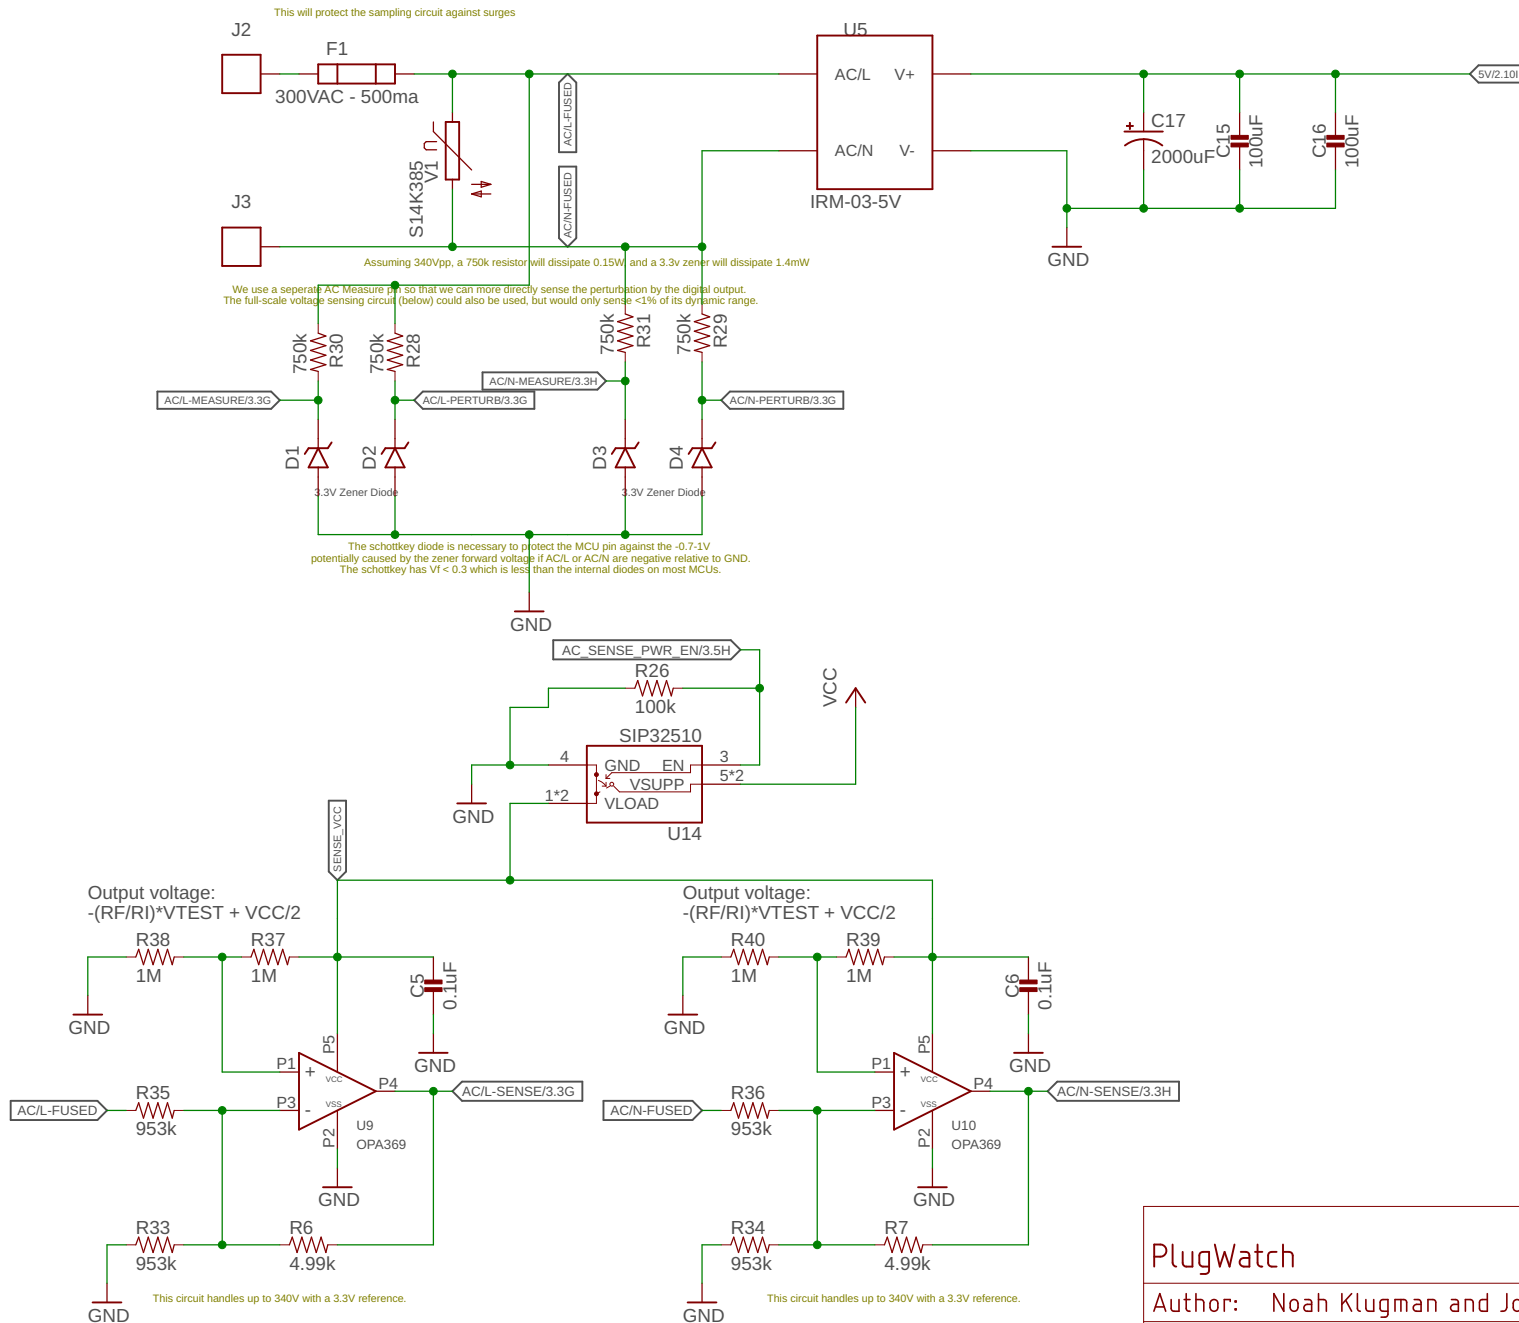 This will protect the sampling circuit against surges
J2
F1
300VAC - 500ma
U5
AC/L V+
AC/N V-
IRM-03-5V
5V/2.10I
C17
2000uF
C15
100uF
C16
100uF
GND
AC/L-FUSED
AC/N-FUSED
S14K385
V1
U
J3
Assuming 340Vpp, a 750k resistor will dissipate 0.15W, and a 3.3v zener will dissipate 1.4mW
We use a seperate AC Measure pin so that we can more directly sense the perturbation by the digital output.
The full-scale voltage sensing circuit (below) could also be used, but would only sense <1% of its dynamic range.
750k
R30
750k
R28
750k
R31
750k
R29
AC/L-MEASURE/3.3G
AC/L-PERTURB/3.3G
AC/N-MEASURE/3.3H
AC/N-PERTURB/3.3G
D1
D2
D3
D4
3.3V Zener Diode
3.3V Zener Diode
The schottkey diode is necessary to protect the MCU pin against the -0.7-1V
potentially caused by the zener forward voltage if AC/L or AC/N are negative relative to GND.
The schottkey has Vf < 0.3 which is less than the internal diodes on most MCUs.
GND
AC_SENSE_PWR_EN/3.5H
R26
100k
VCC
SIP32510
4
GND EN
3
VSUPP
5*2
1*2
VLOAD
U14
GND
SENSE_VCC
Output voltage:
-(RF/RI)*VTEST + VCC/2
R38
1M
R37
1M
C5
0.1uF
GND
GND
P5
P1
+
VCC
P4
AC/L-SENSE/3.3G
AC/L-FUSED
R35
953k
P3
-
VSS
P2
U9
OPA369
GND
R33
953k
R6
4.99k
GND
This circuit handles up to 340V with a 3.3V reference.
Output voltage:
-(RF/RI)*VTEST + VCC/2
R40
1M
R39
1M
C6
0.1uF
GND
GND
P5
P1
+
VCC
P4
AC/N-SENSE/3.3H
AC/N-FUSED
R36
953k
P3
-
VSS
P2
U10
OPA369
GND
R34
953k
R7
4.99k
GND
This circuit handles up to 340V with a 3.3V reference.
PlugWatch
Author: Noah Klugman and Jo